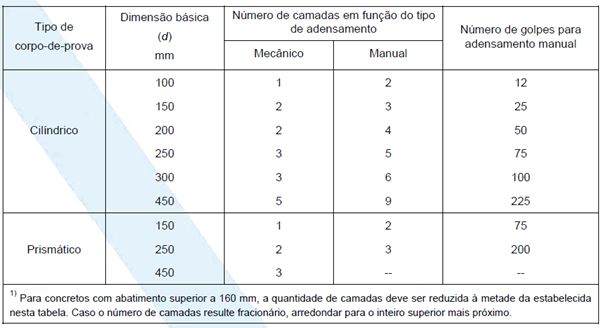 Tipo de corpo-de-prova | Dimensão básica (d) mm | Número de camadas em função do tipo de adensamento | Número de golpes para adensamento manual
Mecânico | Manual
Cilíndrico
100 | 1 | 2 | 12
150 | 2 | 3 | 25
200 | 2 | 4 | 50
250 | 3 | 5 | 75
300 | 3 | 6 | 100
450 | 5 | 9 | 225
Prismático
150 | 1 | 2 | 75
250 | 2 | 3 | 200
450 | 3 | -- | --
1) Para concretos com abatimento superior a 160 mm, a quantidade de camadas deve ser reduzida à metade da estabelecida
nesta tabela. Caso o número de camadas resulte fracionário, arredondar para o inteiro superior mais próximo.